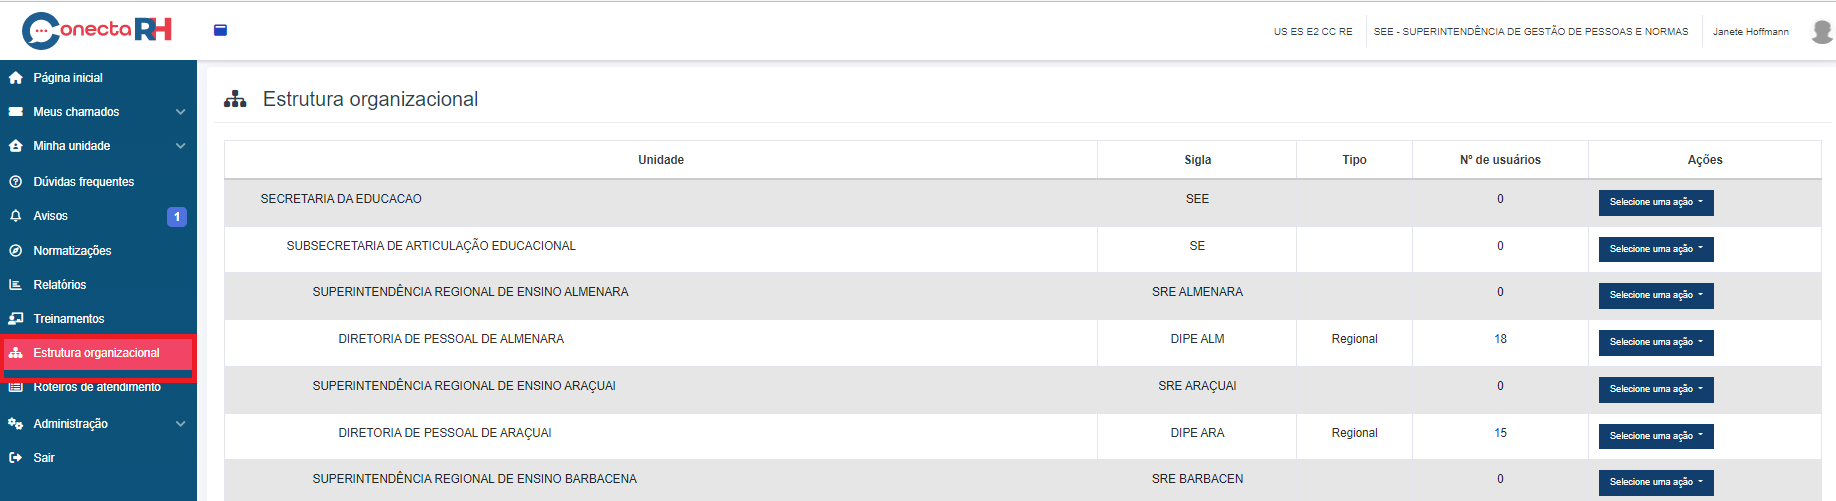 ConectaRH
US ES E2 CC RE
SEE - SUPERINTENDÊNCIA DE GESTÃO DE PESSOAS E NORMAS
Janete Hoffmann
Página inicial
Meus chamados
Minha unidade
Dúvidas frequentes
Avisos 1
Normatizações
Relatórios
Treinamentos
Estrutura organizacional
Roteiros de atendimento
Administração
Sair
Estrutura organizacional
Unidade Sigla Tipo Nº de usuários Ações
SECRETARIA DA EDUCACAO SEE 0 Selecione uma ação
SUBSECRETARIA DE ARTICULAÇÃO EDUCACIONAL SE 0 Selecione uma ação
SUPERINTENDÊNCIA REGIONAL DE ENSINO ALMENARA SRE ALMENARA 0 Selecione uma ação
DIRETORIA DE PESSOAL DE ALMENARA DIPE ALM Regional 18 Selecione uma ação
SUPERINTENDÊNCIA REGIONAL DE ENSINO ARAÇUAI SRE ARAÇUAI 0 Selecione uma ação
DIRETORIA DE PESSOAL DE ARAÇUAI DIPE ARA Regional 15 Selecione uma ação
SUPERINTENDÊNCIA REGIONAL DE ENSINO BARBACENA SRE BARBACEN 0 Selecione uma ação